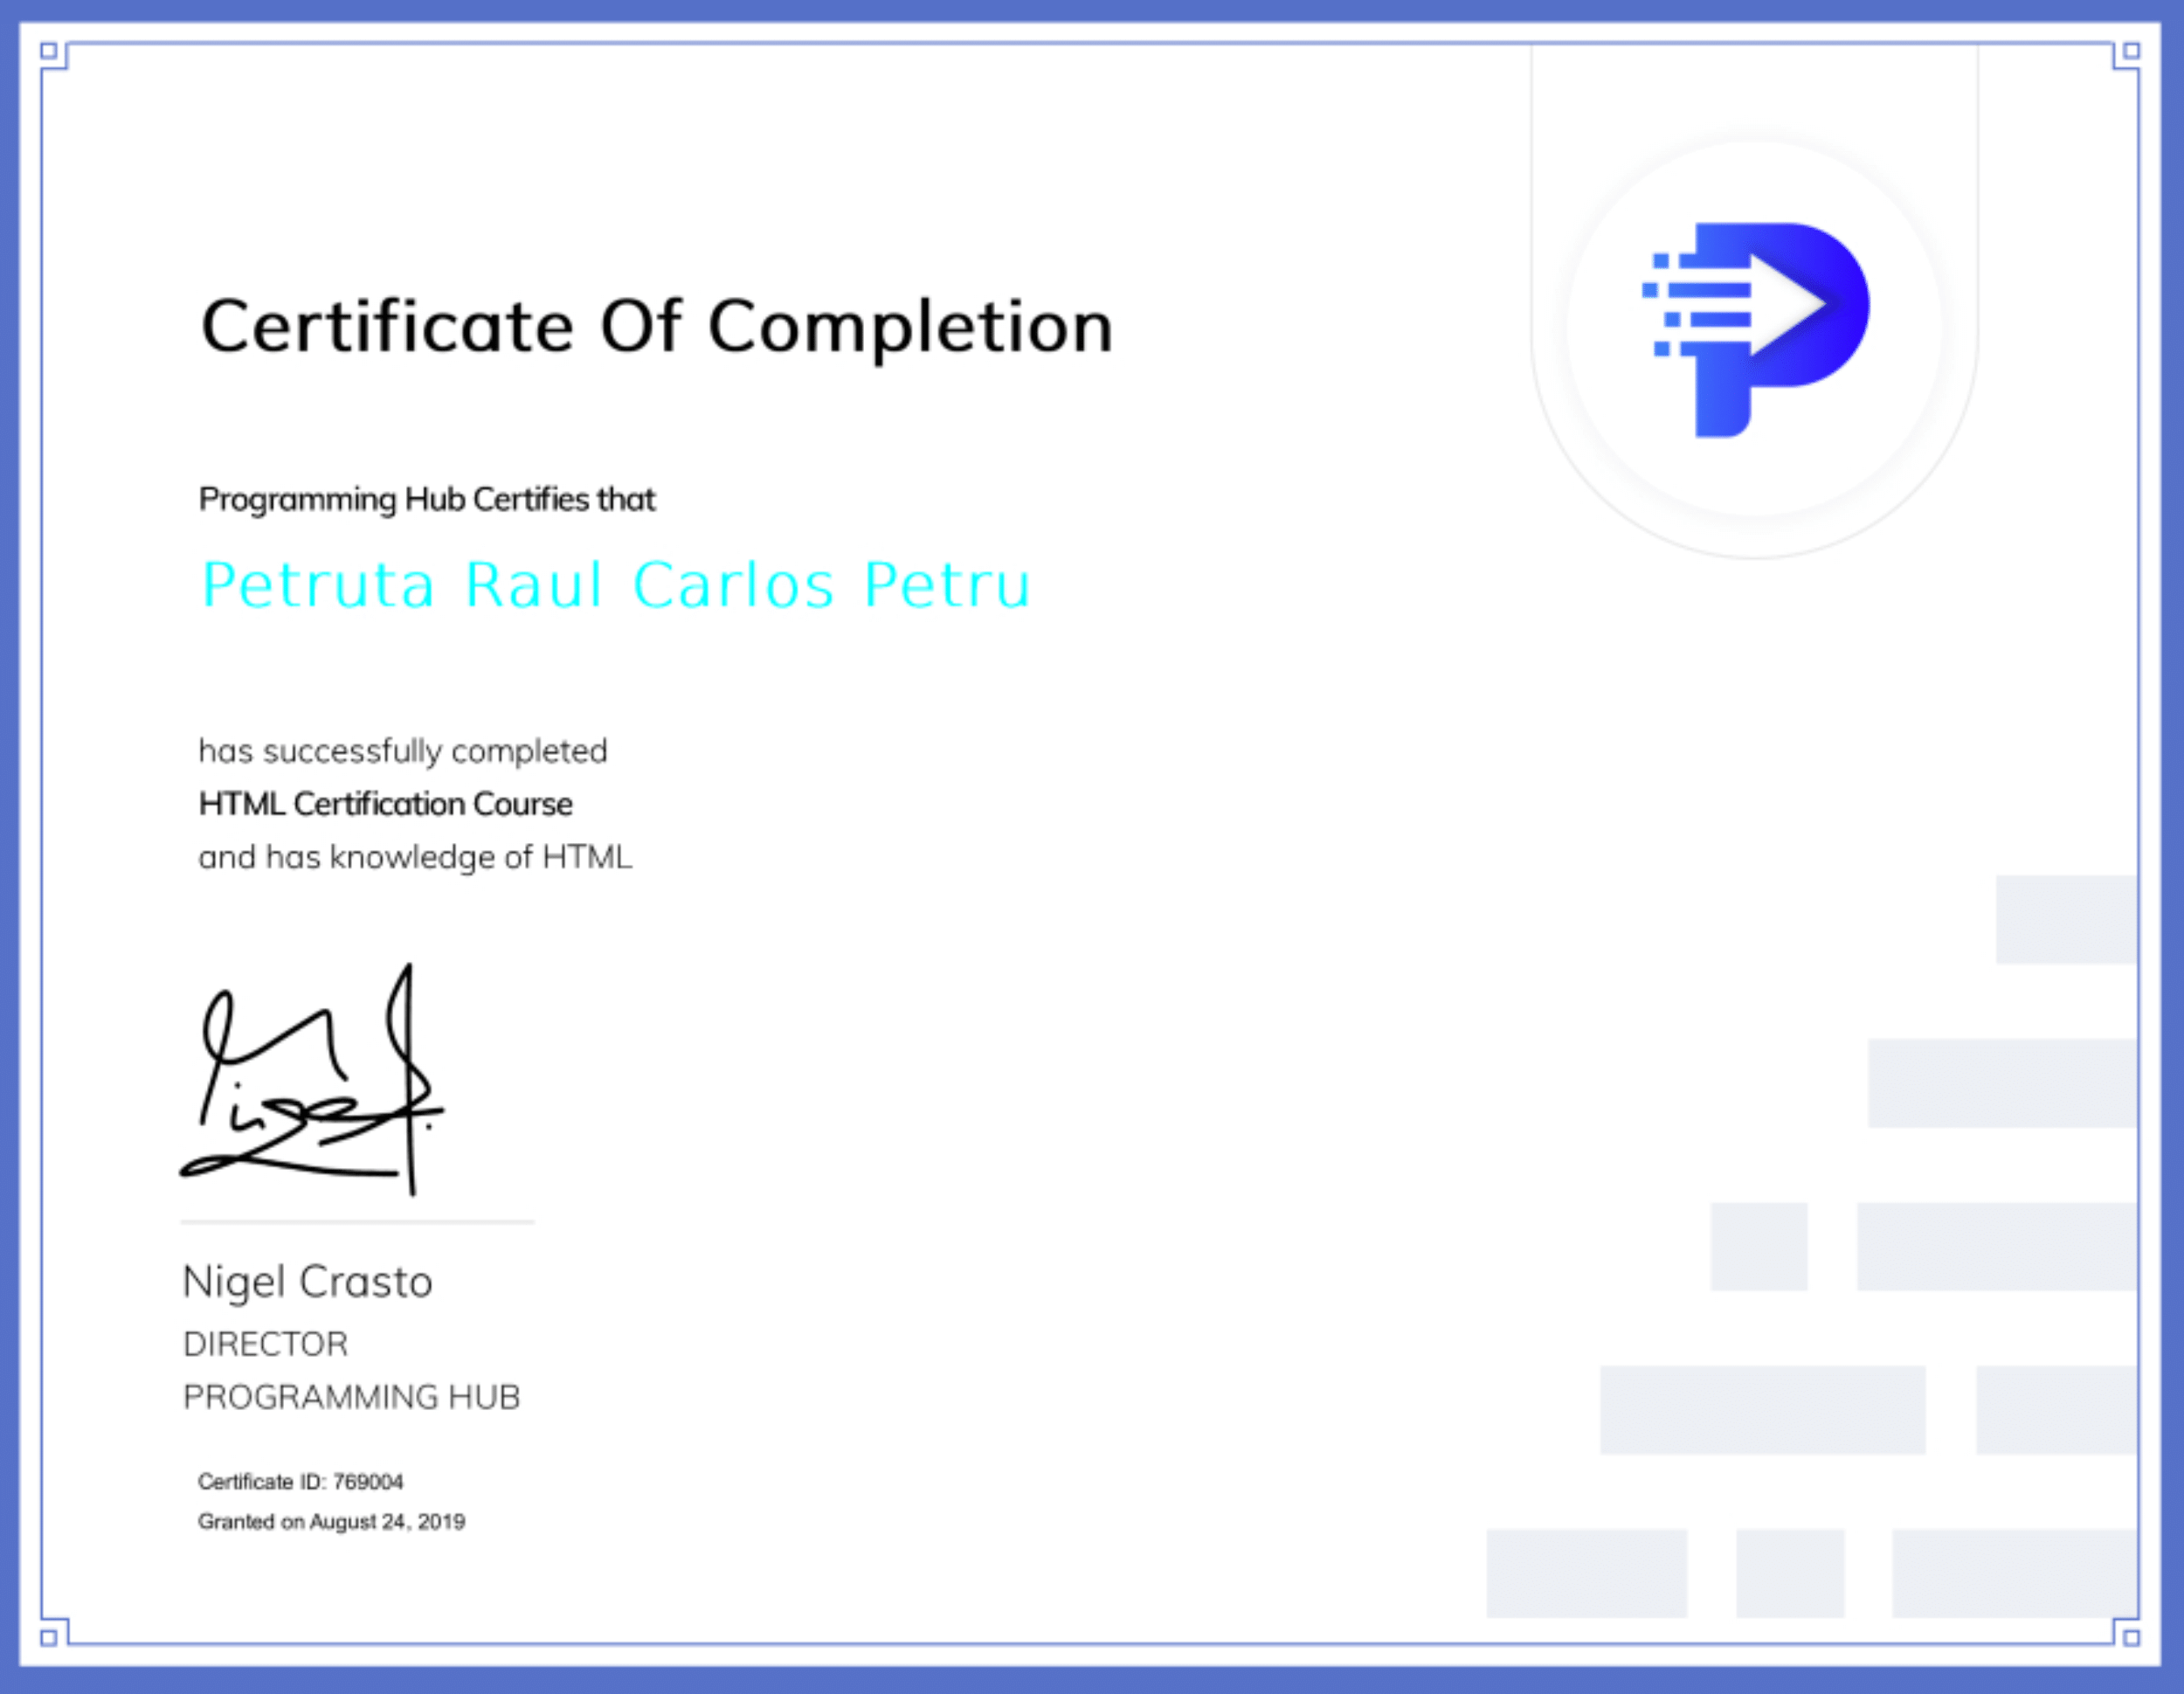 Certificate Of Completion
Programming Hub Certifies that
Petruta Raul Carlos Petru
has successfully completed
HTML Certification Course
and has knowledge of HTML
Nigel Crasto
DIRECTOR
PROGRAMMING HUB
Certificate ID: 769004
Granted on August 24, 2019